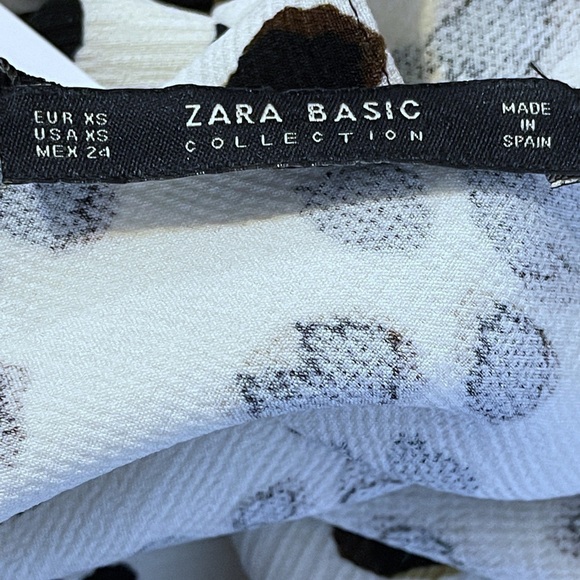 EUR XS
USA XS
MEX 24
ZARA BASIC
COLLECTION
MADE
IN
SPAIN